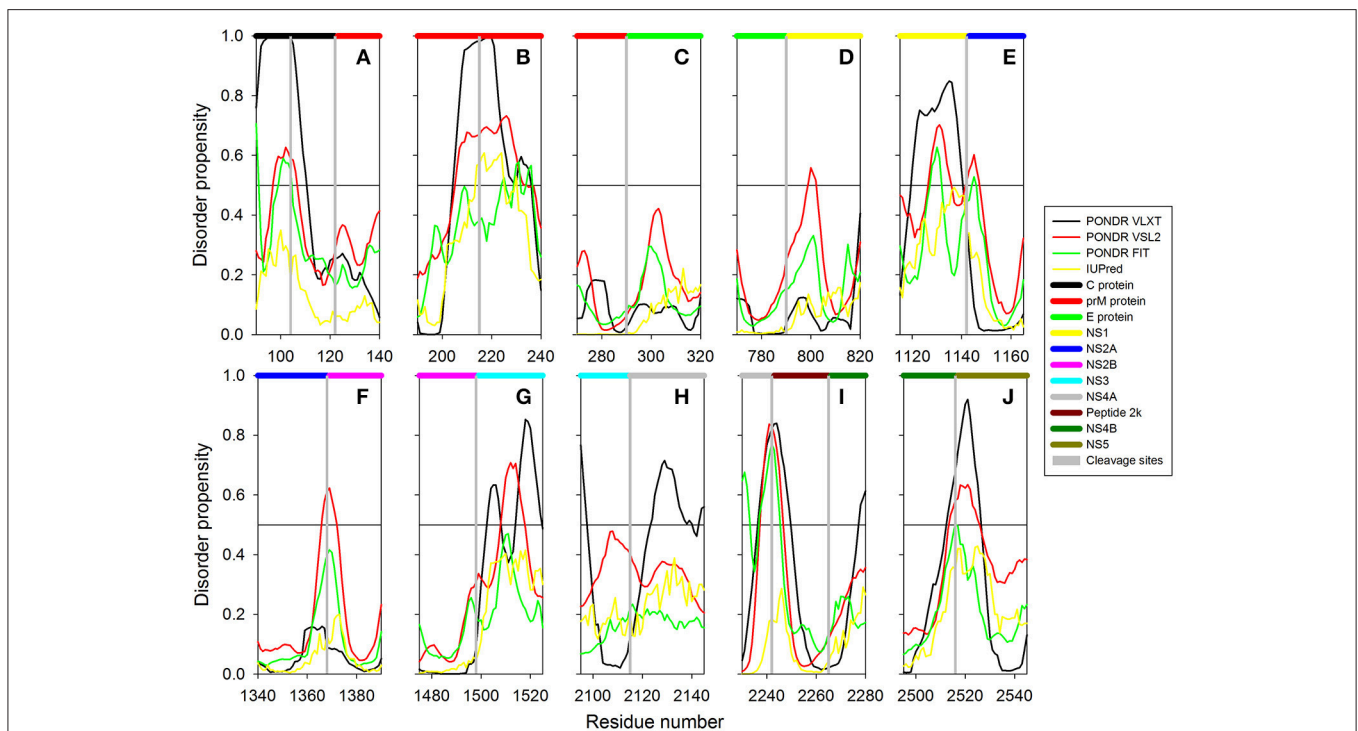 A
B
C
D
E
1.0
0.8
0.6
0.4
0.2
0.0
Disorder propensity
100 120 140
200 220 240
280 300 320
780 800 820
1120 1140 1160
F
G
H
I
J
1.0
0.8
0.6
0.4
0.2
0.0
Disorder propensity
1340 1360 1380
1480 1500 1520
2100 2120 2140
2240 2260 2280
2500 2520 2540
Residue number
PONDR VLXT
PONDR VSL2
PONDR FIT
IUPred
C protein
prM protein
E protein
NS1
NS2A
NS2B
NS3
NS4A
Peptide 2k
NS4B
NS5
Cleavage sites